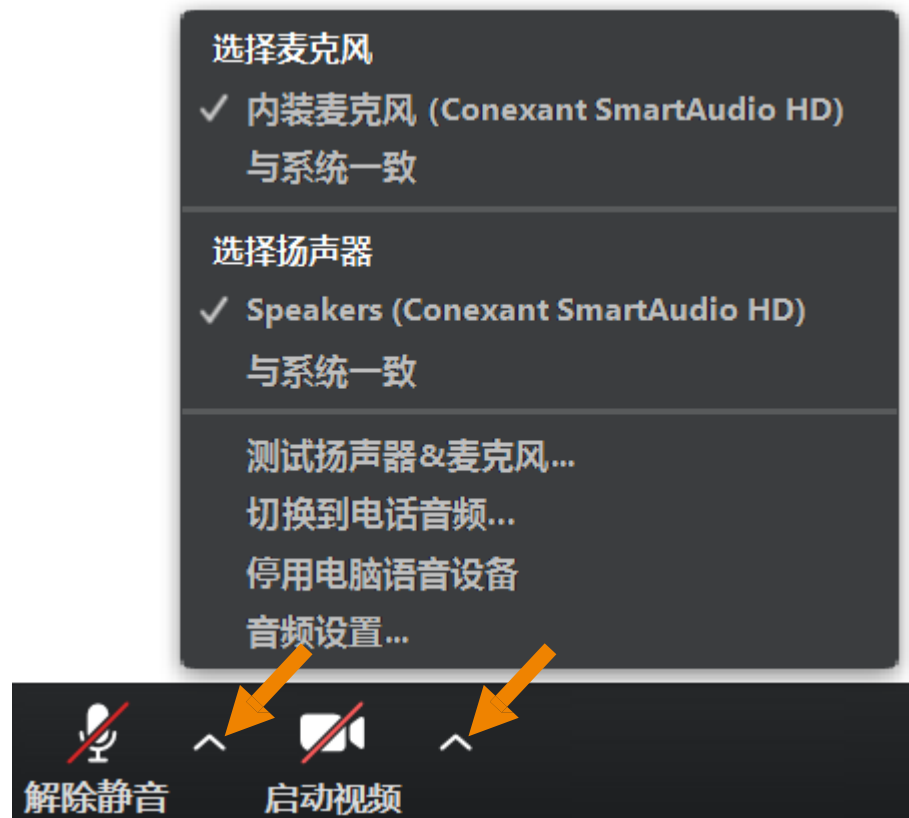 选择麦克风
内装麦克风 (Conexant SmartAudio HD)
与系统一致
选择扬声器
Speakers (Conexant SmartAudio HD)
与系统一致
测试扬声器&麦克风...
切换到电话音频...
停用电脑语音设备
音频设置...
解除静音 启动视频